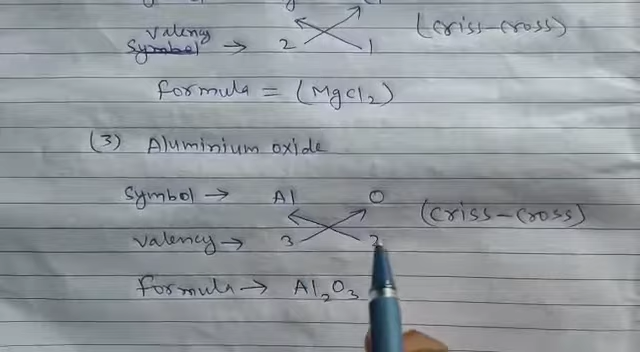 valency
Symbol → 2 1 (criss-cross)
formula = (MgCl2)
(3) Aluminium oxide
Symbol → Al O
(criss-cross)
valency → 3 2
formula → Al2O3